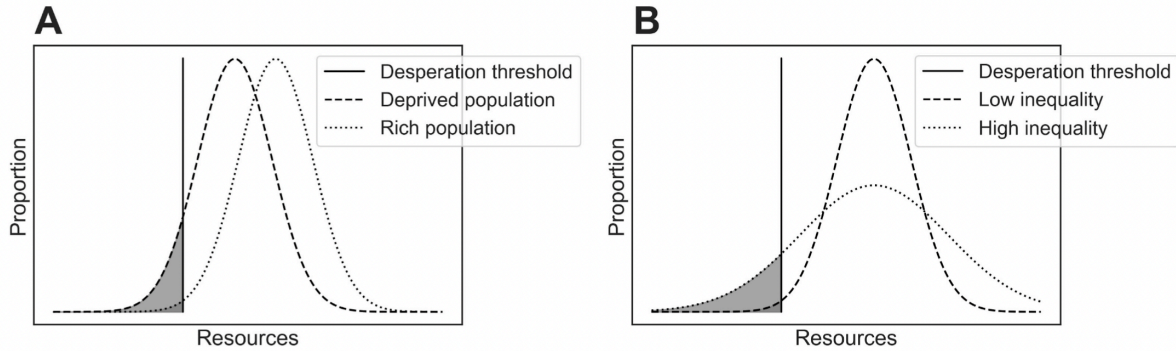 A
Desperation threshold
Deprived population
Rich population
Proportion
Resources
B
Desperation threshold
Low inequality
High inequality
Proportion
Resources